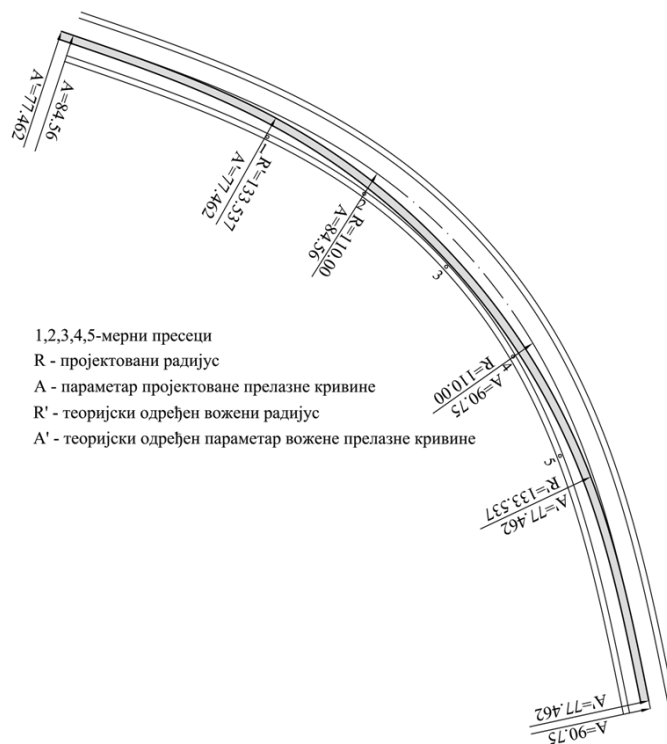 A'=77.462
A=84.56
1
R'=133.537
A'=77.462
2
R=110.00
A=84.56
3
1,2,3,4,5-мерни пресеци
R - пројектовани радијус
A - параметар пројектоване прелазне кривине
R' - теоријски одређен вожени радијус
A' - теоријски одређен параметар вожене прелазне кривине
4
A=90.75
R=110.00
5
A'=77.462
R'=133.537
A'=77.462
A=90.75